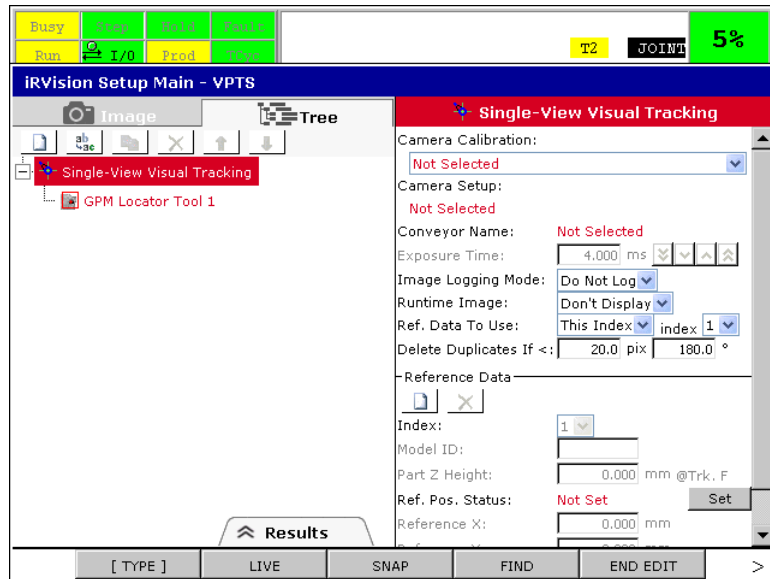 Busy Step Hold Fault
Run I/O Prod TCyc
T2 JOINT 5%
iRVision Setup Main - VPTS
Image Tree
Single-View Visual Tracking
GPM Locator Tool 1
Results
Single-View Visual Tracking
Camera Calibration:
Not Selected
Camera Setup:
Not Selected
Conveyor Name: Not Selected
Exposure Time: 4.000 ms
Image Logging Mode: Do Not Log
Runtime Image: Don't Display
Ref. Data To Use: This Index index 1
Delete Duplicates If <: 20.0 pix 180.0 °
Reference Data
Index: 1
Model ID:
Part Z Height: 0.000 mm @Trk. F
Ref. Pos. Status: Not Set Set
Reference X: 0.000 mm
[ TYPE ] LIVE SNAP FIND END EDIT >